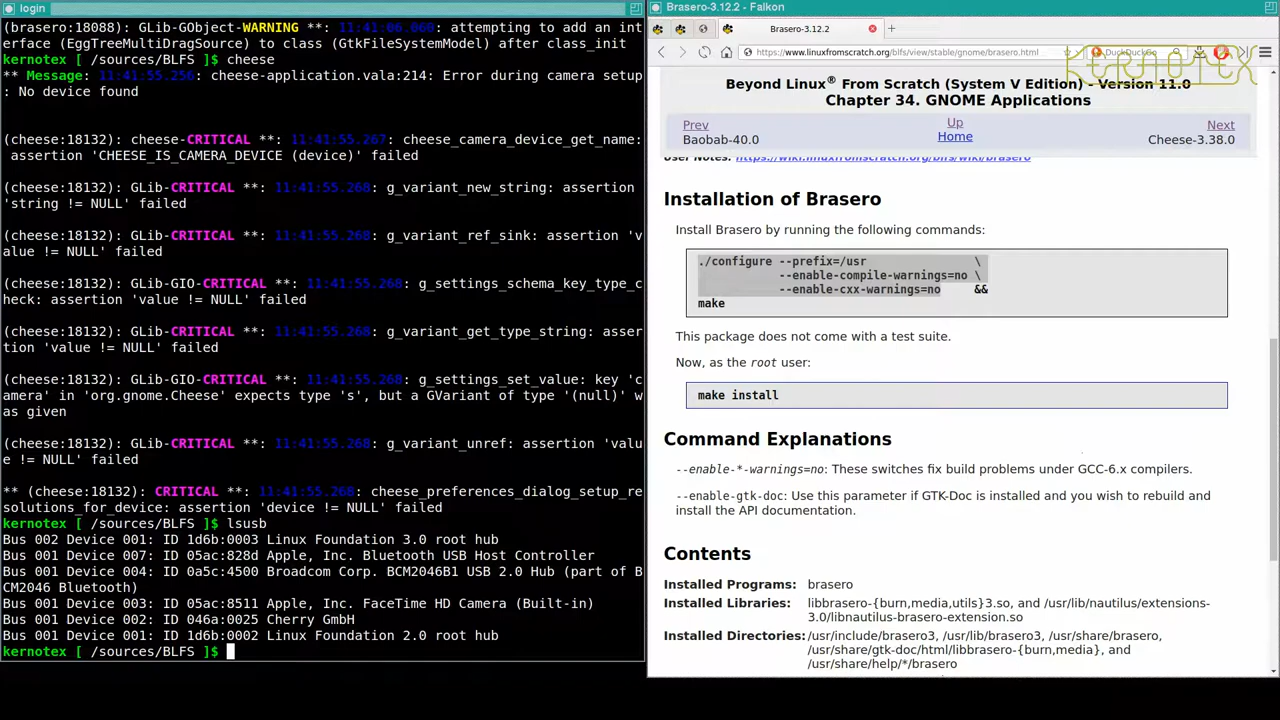 login
(brasero:18088): GLib-GObject-WARNING **: 11:41:06.060: attempting to add an int
erface (EggTreeMultiDragSource) to class (GtkFileSystemModel) after class_init
kernotex [ /sources/BLFS ]$ cheese
** Message: 11:41:55.256: cheese-application.vala:214: Error during camera setup
: No device found
(cheese:18132): cheese-CRITICAL **: 11:41:55.267: cheese_camera_device_get_name:
 assertion 'CHEESE_IS_CAMERA_DEVICE (device)' failed
(cheese:18132): GLib-CRITICAL **: 11:41:55.268: g_variant_new_string: assertion
'string != NULL' failed
(cheese:18132): GLib-CRITICAL **: 11:41:55.268: g_variant_ref_sink: assertion 'v
alue != NULL' failed
(cheese:18132): GLib-GIO-CRITICAL **: 11:41:55.268: g_settings_schema_key_type_c
heck: assertion 'value != NULL' failed
(cheese:18132): GLib-CRITICAL **: 11:41:55.268: g_variant_get_type_string: asser
tion 'value != NULL' failed
(cheese:18132): GLib-GIO-CRITICAL **: 11:41:55.268: g_settings_set_value: key 'c
amera' in 'org.gnome.Cheese' expects type 's', but a GVariant of type '(null)' w
as given
(cheese:18132): GLib-CRITICAL **: 11:41:55.268: g_variant_unref: assertion 'valu
e != NULL' failed
** (cheese:18132): CRITICAL **: 11:41:55.268: cheese_preferences_dialog_setup_re
solutions_for_device: assertion 'device != NULL' failed
kernotex [ /sources/BLFS ]$ lsusb
Bus 002 Device 001: ID 1d6b:0003 Linux Foundation 3.0 root hub
Bus 001 Device 007: ID 05ac:828d Apple, Inc. Bluetooth USB Host Controller
Bus 001 Device 004: ID 0a5c:4500 Broadcom Corp. BCM2046B1 USB 2.0 Hub (part of B
CM2046 Bluetooth)
Bus 001 Device 003: ID 05ac:8511 Apple, Inc. FaceTime HD Camera (Built-in)
Bus 001 Device 002: ID 046a:0025 Cherry GmbH
Bus 001 Device 001: ID 1d6b:0002 Linux Foundation 2.0 root hub
kernotex [ /sources/BLFS ]$
Brasero-3.12.2 - Falkon
Brasero-3.12.2
https://www.linuxfromscratch.org/blfs/view/stable/gnome/brasero.html
DuckDuckGo
KERNOTEX
Beyond Linux® From Scratch (System V Edition) - Version 11.0
Chapter 34. GNOME Applications
Prev Up Next
Baobab-40.0 Home Cheese-3.38.0
User Notes: https://wiki.linuxfromscratch.org/blfs/wiki/brasero
Installation of Brasero
Install Brasero by running the following commands:
./configure --prefix=/usr \
--enable-compile-warnings=no \
--enable-cxx-warnings=no &&
make
This package does not come with a test suite.
Now, as the root user:
make install
Command Explanations
--enable-*-warnings=no: These switches fix build problems under GCC-6.x compilers.
--enable-gtk-doc: Use this parameter if GTK-Doc is installed and you wish to rebuild and
install the API documentation.
Contents
Installed Programs: brasero
Installed Libraries: libbrasero-{burn,media,utils}3.so, and /usr/lib/nautilus/extensions-
3.0/libnautilus-brasero-extension.so
Installed Directories: /usr/include/brasero3, /usr/lib/brasero3, /usr/share/brasero,
/usr/share/gtk-doc/html/libbrasero-{burn,media}, and
/usr/share/help/*/brasero